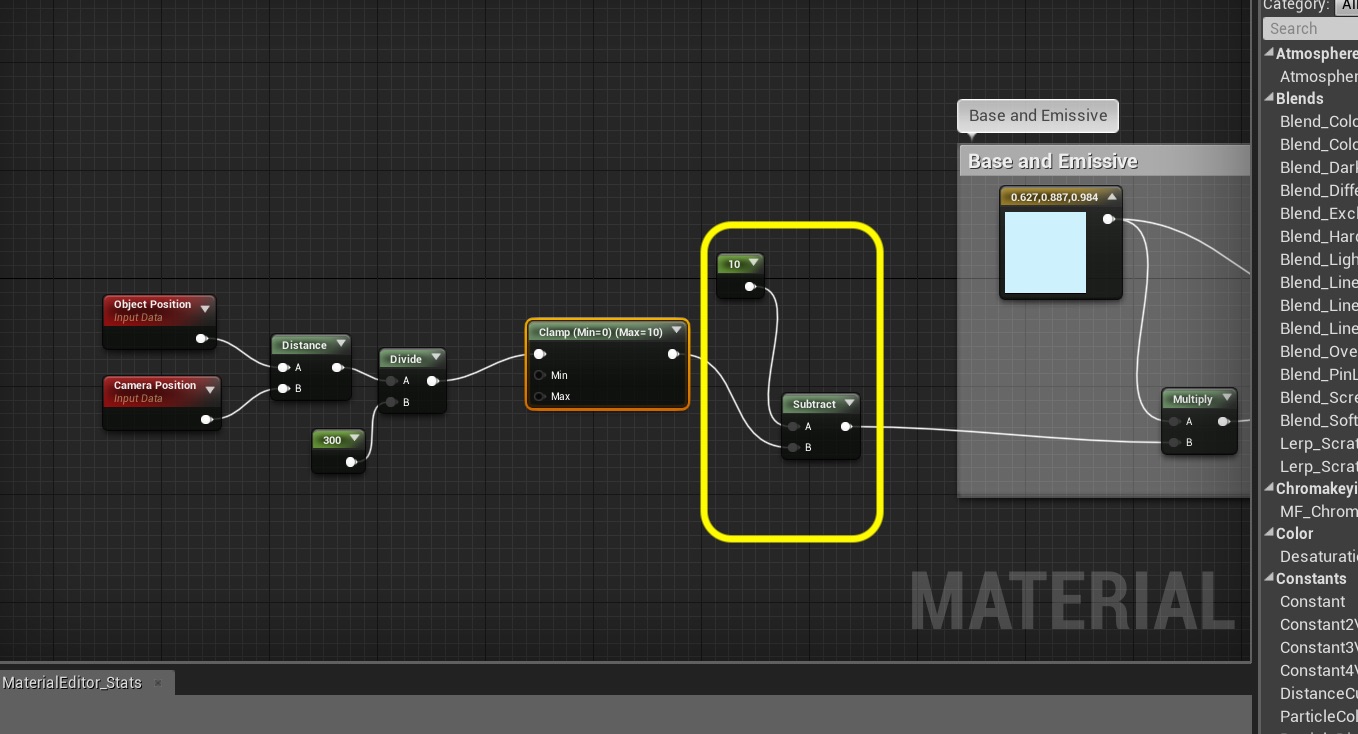 Category:
Search
Atmosphere
Atmospher
Blends
Blend_Colo
Blend_Colo
Blend_Dark
Blend_Diffe
Blend_Excl
Blend_Hard
Blend_Ligh
Blend_Line
Blend_Line
Blend_Line
Blend_Ove
Blend_PinL
Blend_Scre
Blend_Soft
Lerp_Scrat
Lerp_Scrat
Chromakeyi
MF_Chrom
Color
Desaturati
Constants
Constant
Constant2V
Constant3V
Constant4V
DistanceCu
ParticleCol
Base and Emissive
Base and Emissive
0.627,0.887,0.984
10
Object Position
Input Data
Camera Position
Input Data
Distance
A
B
Divide
A
B
300
Clamp (Min=0) (Max=10)
Min
Max
Subtract
A
B
Multiply
A
B
MATERIAL
MaterialEditor_Stats